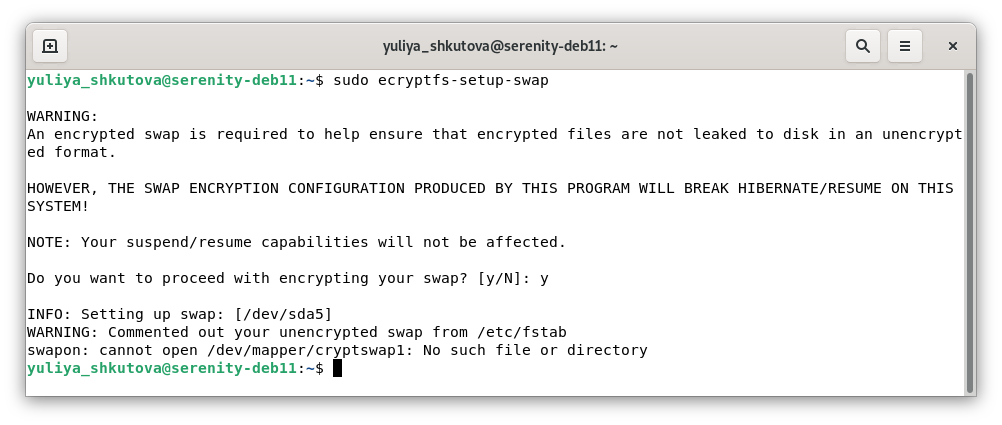 yuliya_shkutova@serenity-deb11: ~
yuliya_shkutova@serenity-deb11:~$ sudo ecryptfs-setup-swap
WARNING:
An encrypted swap is required to help ensure that encrypted files are not leaked to disk in an unencrypt
ed format.
HOWEVER, THE SWAP ENCRYPTION CONFIGURATION PRODUCED BY THIS PROGRAM WILL BREAK HIBERNATE/RESUME ON THIS
SYSTEM!
NOTE: Your suspend/resume capabilities will not be affected.
Do you want to proceed with encrypting your swap? [y/N]: y
INFO: Setting up swap: [/dev/sda5]
WARNING: Commented out your unencrypted swap from /etc/fstab
swapon: cannot open /dev/mapper/cryptswap1: No such file or directory
yuliya_shkutova@serenity-deb11:~$